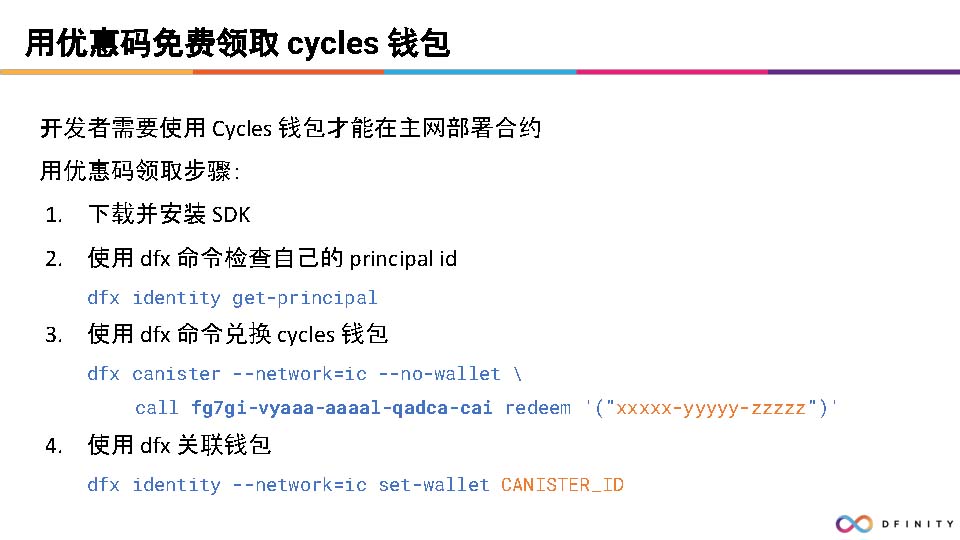 用优惠码免费领取 cycles 钱包
开发者需要使用 Cycles 钱包才能在主网部署合约
用优惠码领取步骤：
1. 下载并安装 SDK
2. 使用 dfx 命令检查自己的 principal id
dfx identity get-principal
3. 使用 dfx 命令兑换 cycles 钱包
dfx canister --network=ic --no-wallet \
call fg7gi-vyaaa-aaaal-qadca-cai redeem '("xxxxx-yyyyy-zzzzz")'
4. 使用 dfx 关联钱包
dfx identity --network=ic set-wallet CANISTER_ID
DFINITY